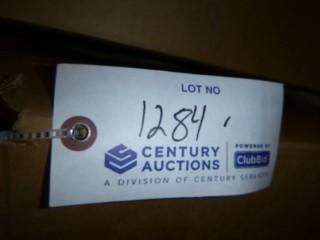 LOT NO
1284
CENTURY AUCTIONS
POWERED BY
ClubBid
A DIVISION OF CENTURY SERVICES